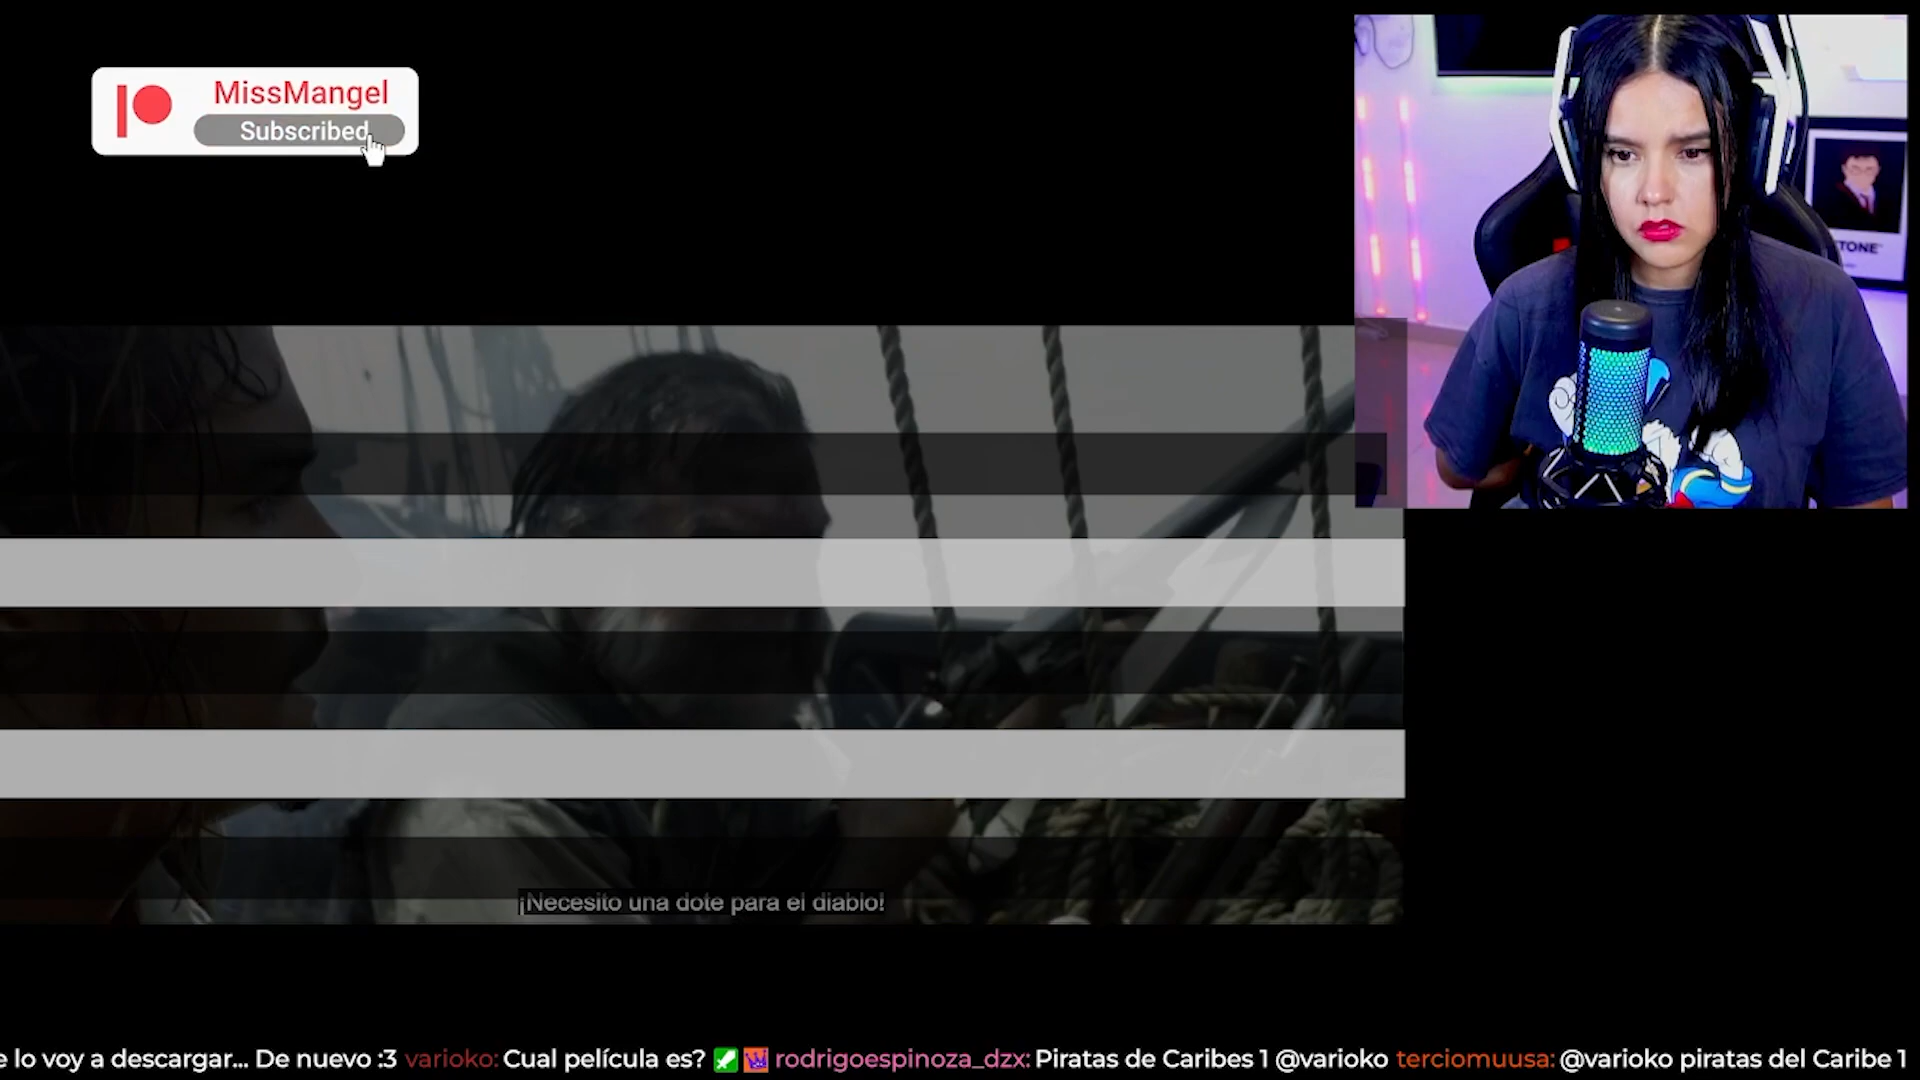 MissMangel
Subscribed
TONE
¡Necesito una dote para el diablo!
e lo voy a descargar... De nuevo :3 varioko: Cual película es? rodrigoespinoza_dzx: Piratas de Caribes 1 @varioko terciomuusa: @varioko piratas del Caribe 1